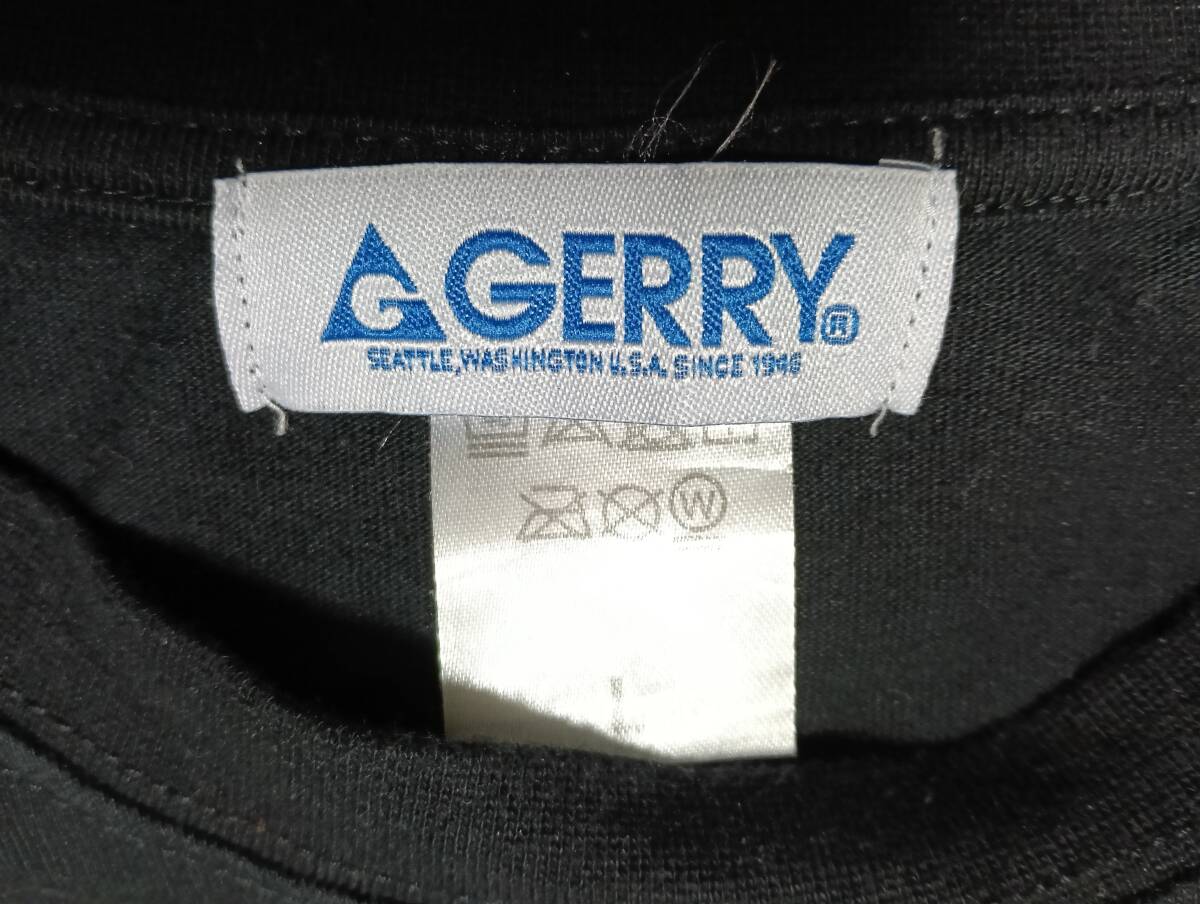 G GERRY®
SEATTLE, WASHINGTON U.S.A. SINCE 1946
W
L